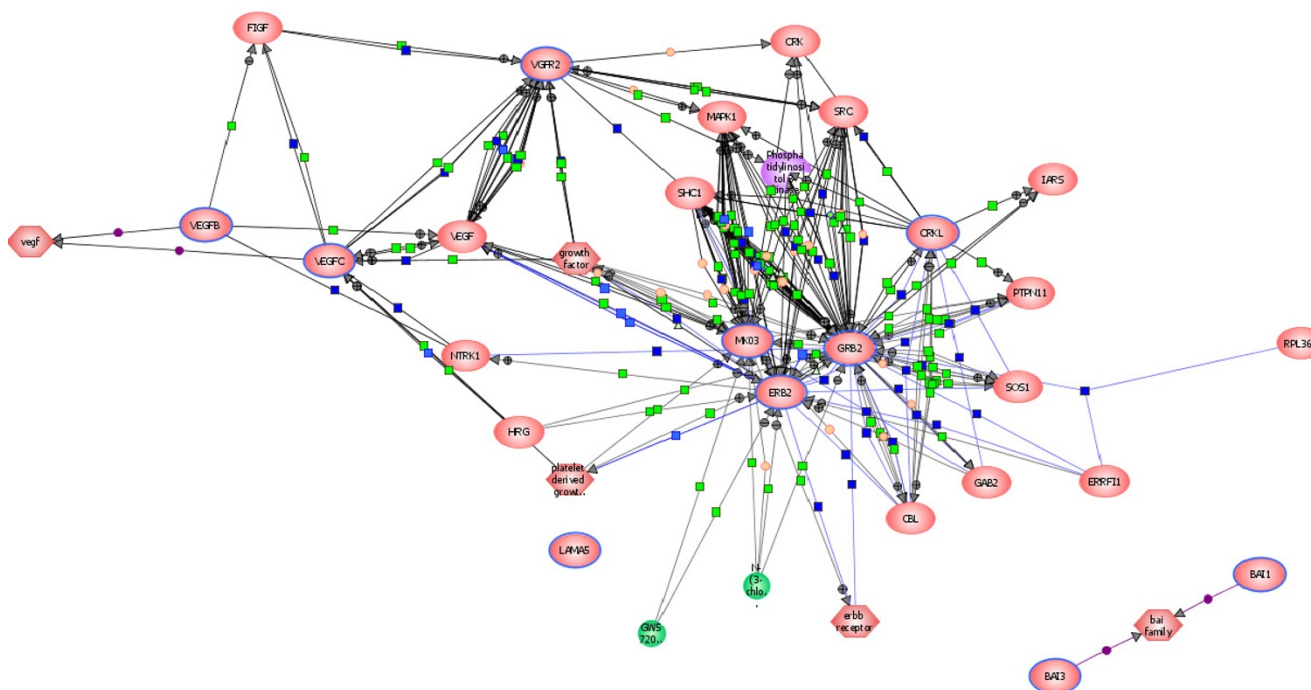 FIGF
CRK
VGFR2
SRC
MAPK1
Phospha
tidylinosi
tol 3-
kinase
IARS
SHC1
VEGFB
CRKL
vegf
VEGF
VEGFC
growth
factor
PTPN11
MK03
GRB2
RPL36
NTRK1
SOS1
ERB2
HRG
platelet
derived
growt..
GAB2
ERRFI1
CBL
LAMA5
N-
(3-
chlo..
.
BAI1
erbb
receptor
bai
family
GW5
720..
BAI3